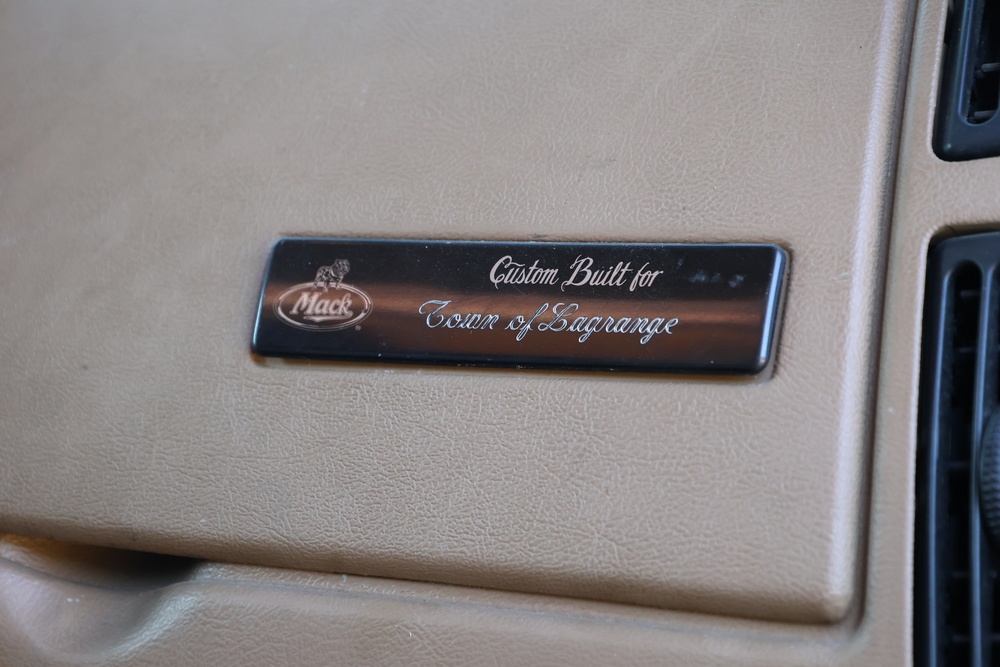 Custom Built for
Mack
Town of Lagrange